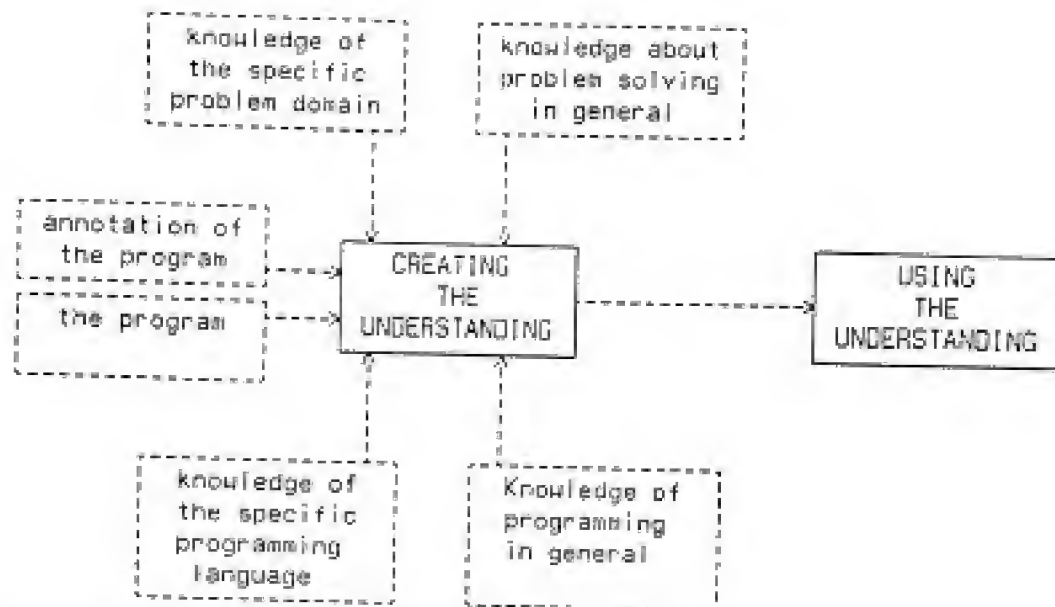 knowledge of
the specific
problem domain
knowledge about
problem solving
in general
annotation of
the program
the program
CREATING
THE
UNDERSTANDING
USING
THE
UNDERSTANDING
knowledge of
the specific
programming
language
Knowledge of
programming
in general